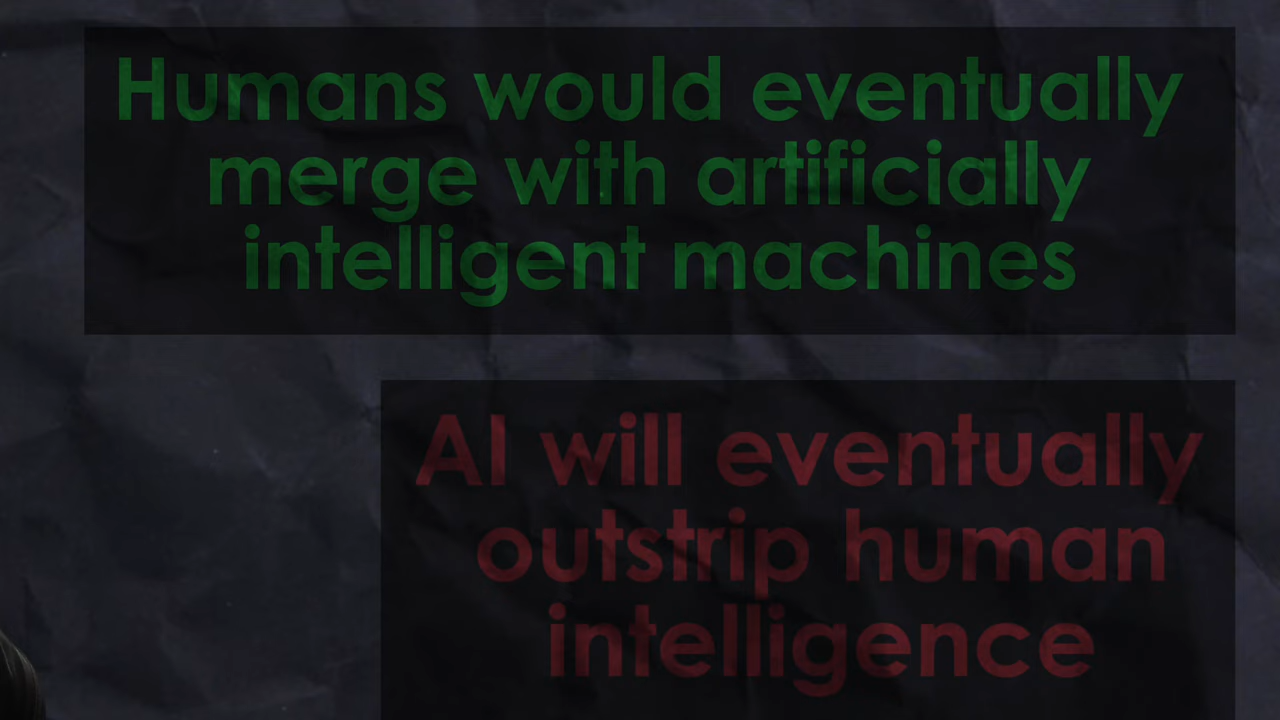 Humans would eventually
merge with artificially
intelligent machines
AI will eventually
outstrip human
intelligence